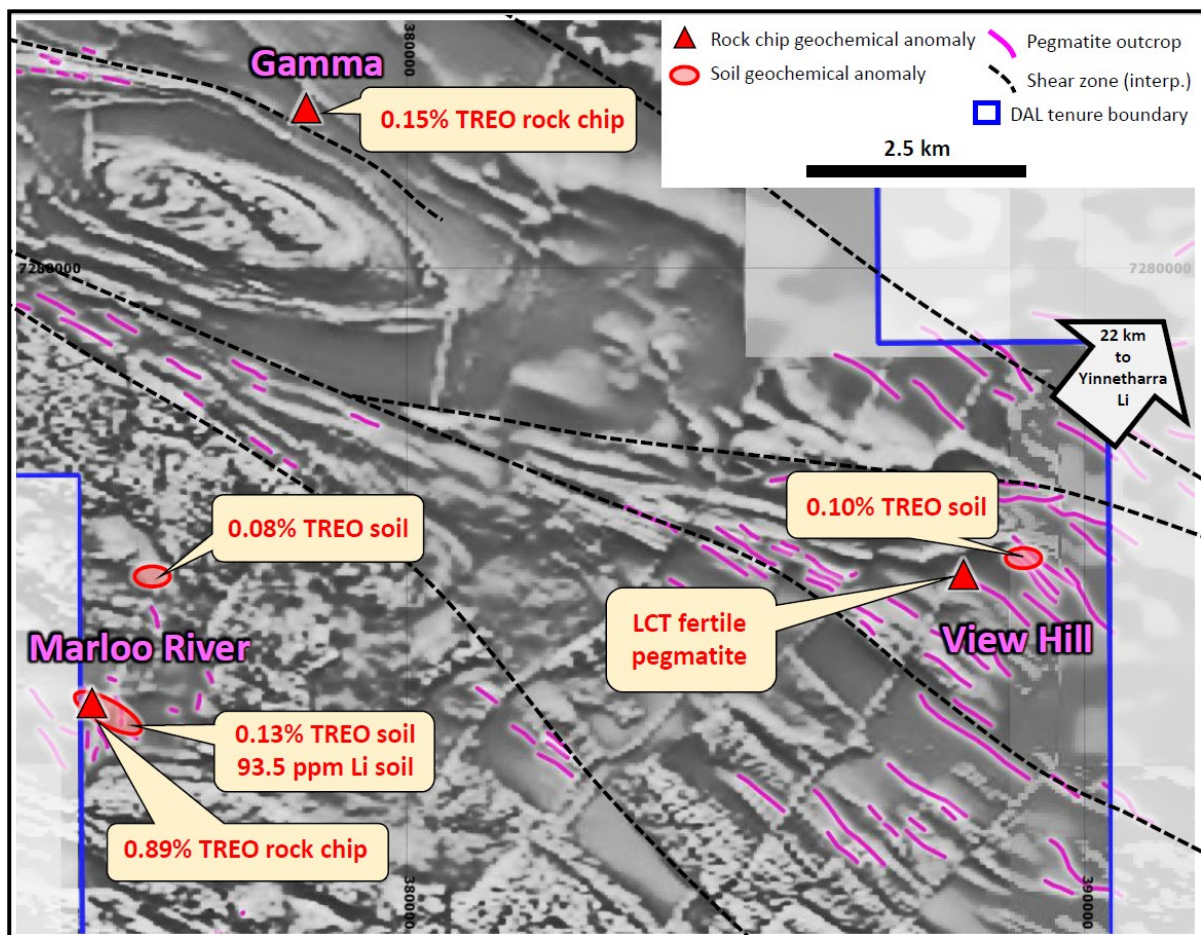 Gamma
380000
0.15% TREO rock chip
Rock chip geochemical anomaly
Soil geochemical anomaly
Pegmatite outcrop
Shear zone (interp.)
DAL tenure boundary
2.5 km
7280000
7280000
22 km
to
Yinnetharra
Li
0.08% TREO soil
0.10% TREO soil
LCT fertile
pegmatite
View Hill
Marloo River
0.13% TREO soil
93.5 ppm Li soil
0.89% TREO rock chip
380000
390000